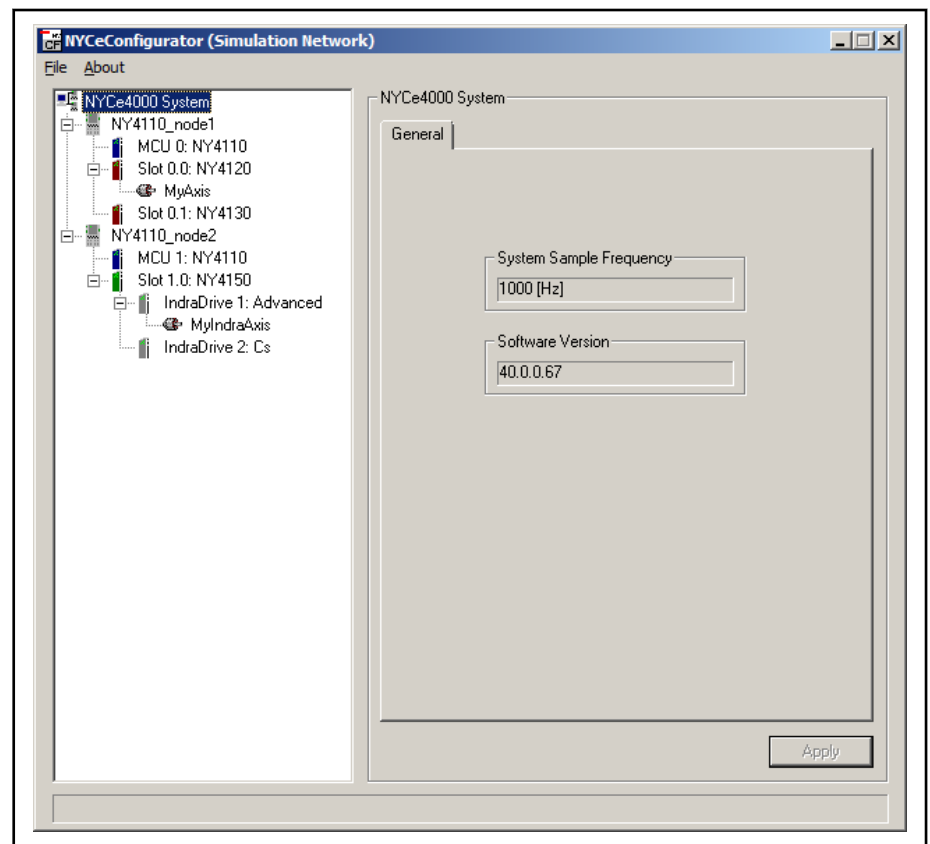 NYCeConfigurator (Simulation Network)
File About
NYCe4000 System
NY4110_node1
MCU 0: NY4110
Slot 0.0: NY4120
MyAxis
Slot 0.1: NY4130
NY4110_node2
MCU 1: NY4110
Slot 1.0: NY4150
IndraDrive 1: Advanced
MyIndraAxis
IndraDrive 2: Cs
NYCe4000 System
General
System Sample Frequency
1000 [Hz]
Software Version
40.0.0.67
Apply